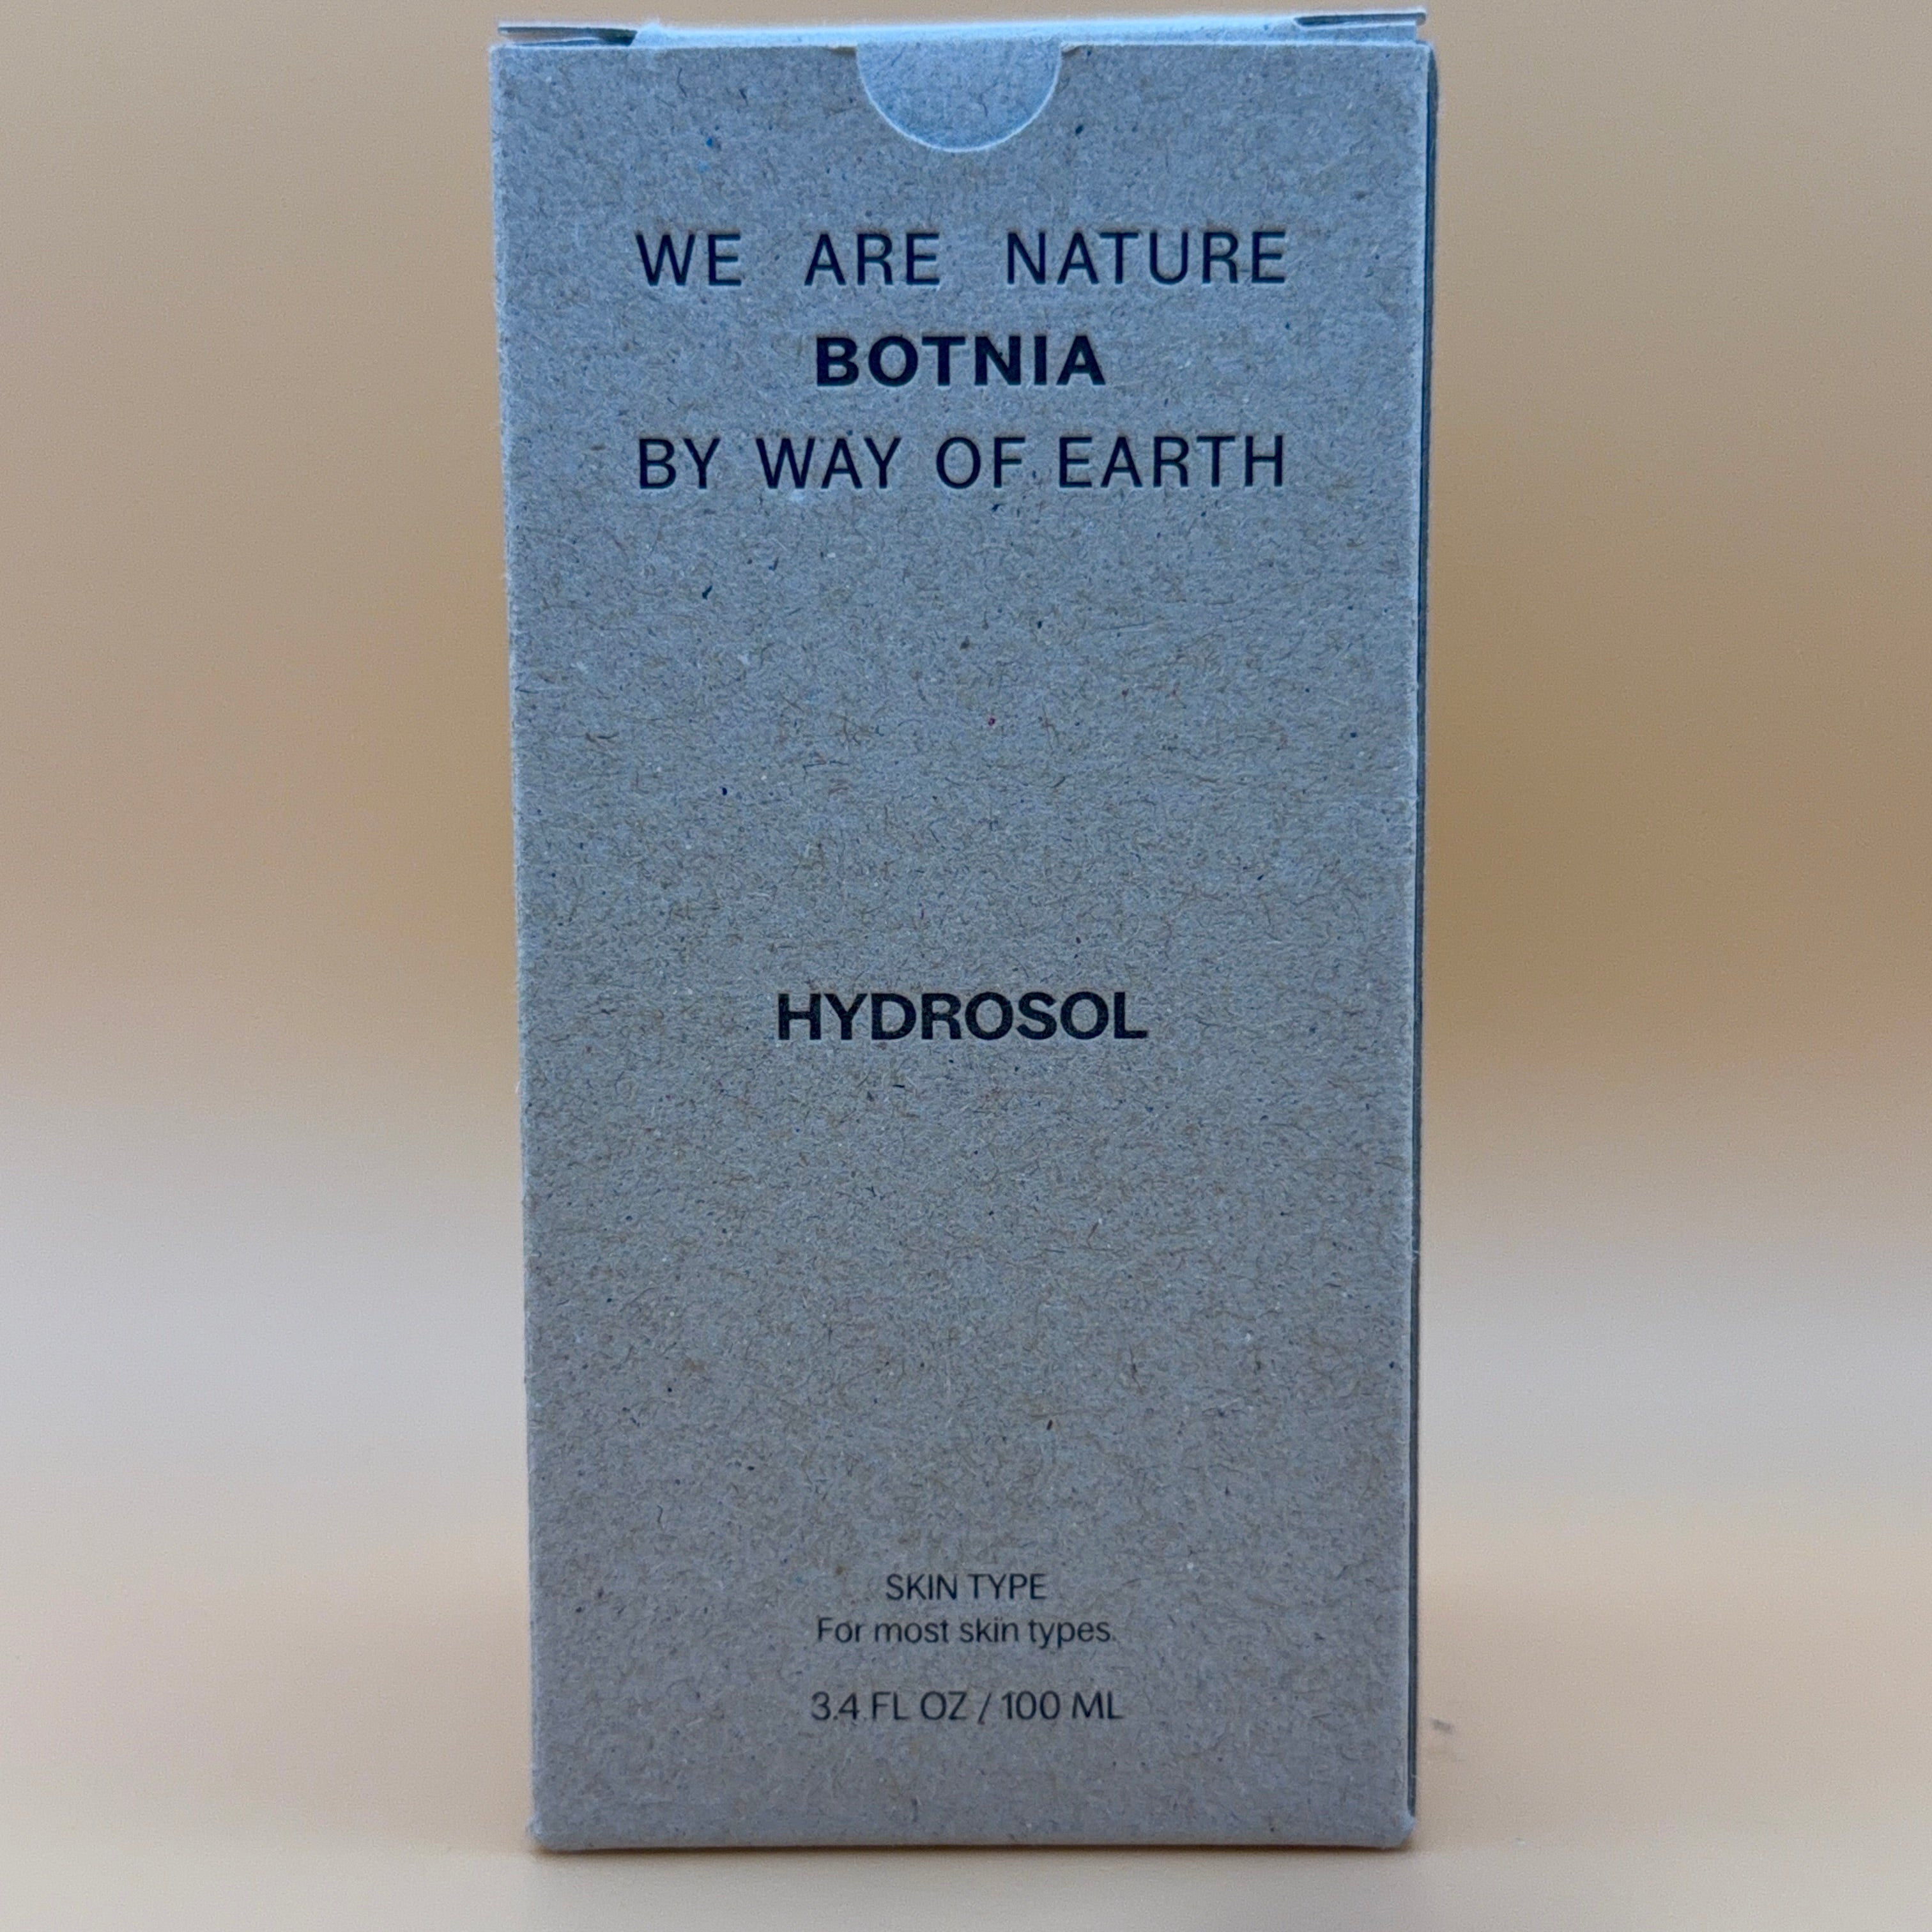 WE ARE NATURE
BOTNIA
BY WAY OF EARTH
HYDROSOL
SKIN TYPE
For most skin types.
3.4 FL OZ / 100 ML